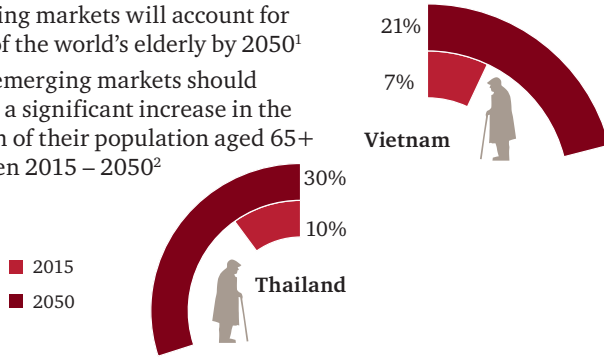 ing markets will account for
of the world's elderly by 2050¹
emerging markets should
a significant increase in the
n of their population aged 65+
en 2015 – 2050²
21%
7%
Vietnam
30%
10%
Thailand
2015
2050